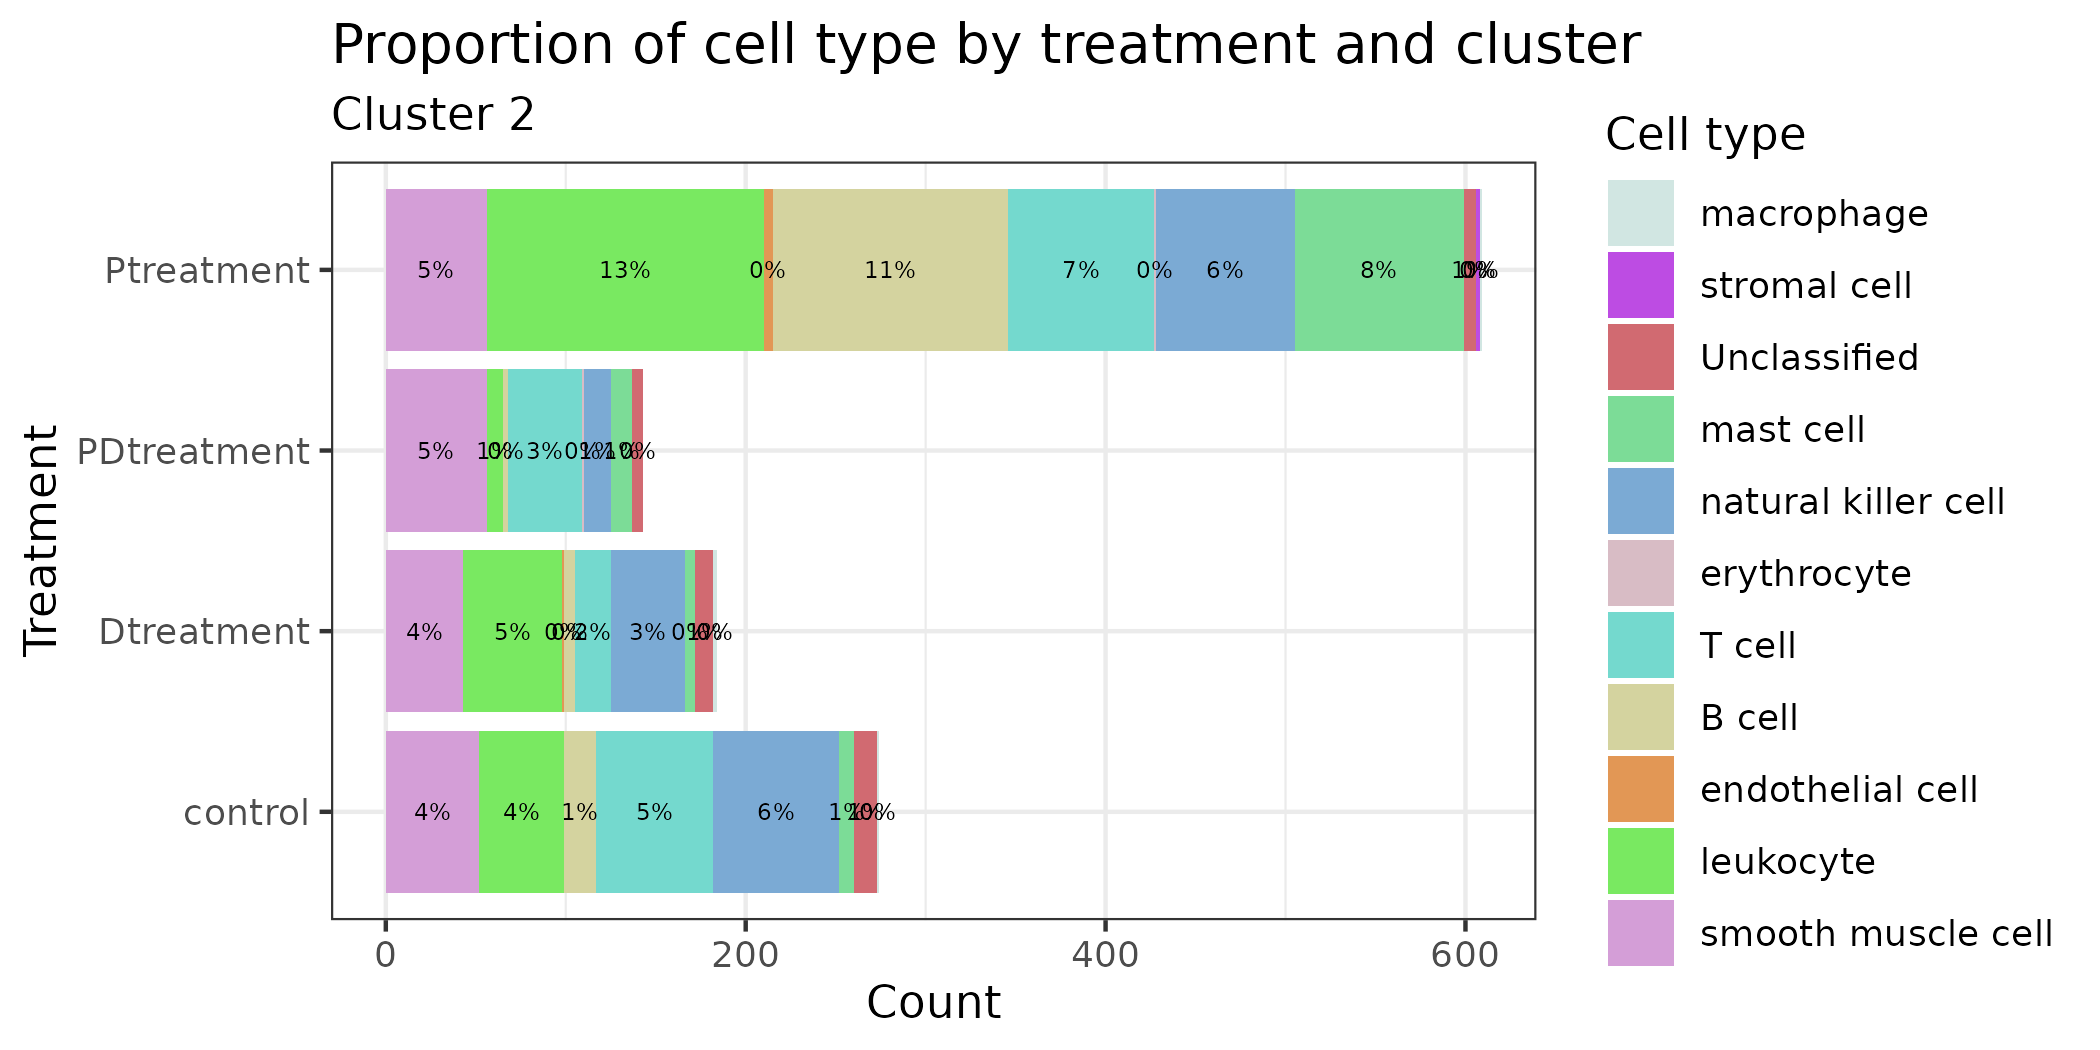 Proportion of cell type by treatment and cluster
Cluster 2
Cell type
macrophage
stromal cell
Unclassified
mast cell
natural killer cell
erythrocyte
T cell
B cell
endothelial cell
leukocyte
smooth muscle cell
Treatment
Ptreatment
5% 13% 0% 11% 7% 0% 6% 8%
PDtreatment
5% 3%
Dtreatment
4% 5% 3%
control
4% 4% 1% 5% 6%
0 200 400 600
Count